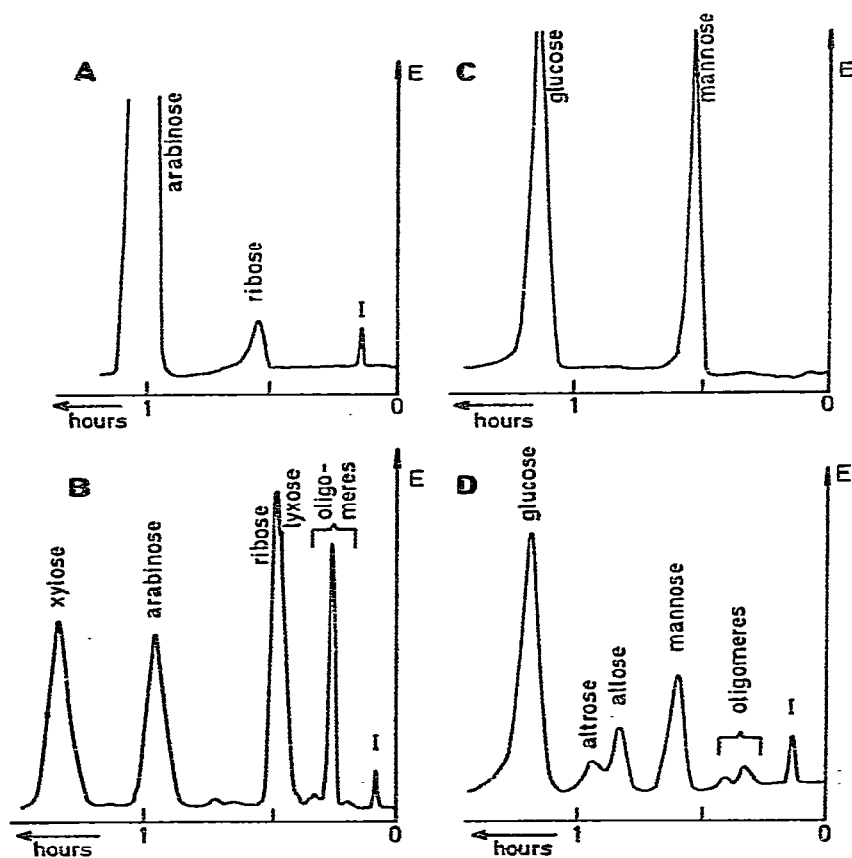 A
E
arabinose
ribose
I
hours
1
0
C
E
glucose
mannose
hours
1
0
B
E
xylose
arabinose
ribose
lyxose
oligo-
meres
I
hours
1
0
D
E
glucose
altrose
allose
mannose
oligomeres
I
hours
1
0